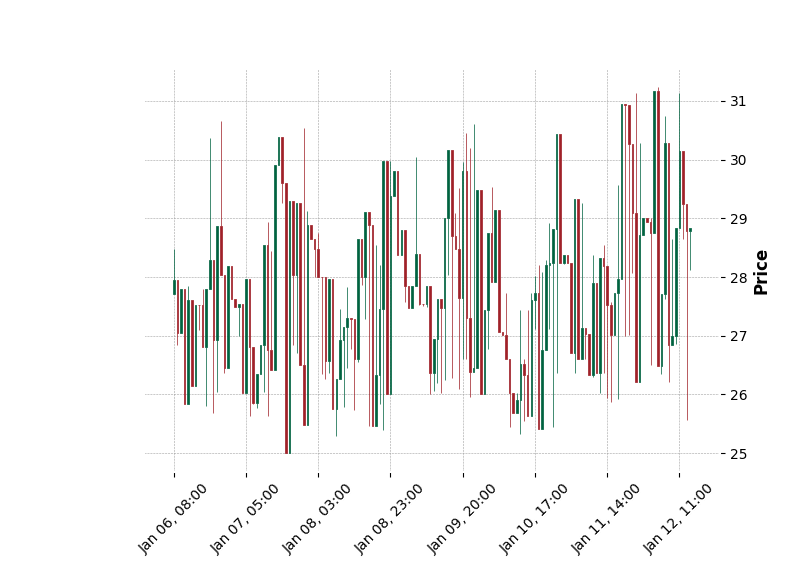 31
30
29
28
27
26
25
Price
Jan 06, 08:00
Jan 07, 05:00
Jan 08, 03:00
Jan 08, 23:00
Jan 09, 20:00
Jan 10, 17:00
Jan 11, 14:00
Jan 12, 11:00